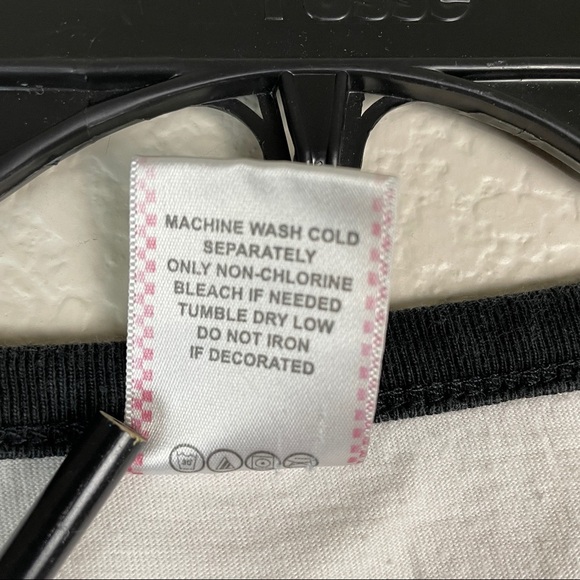 MACHINE WASH COLD
SEPARATELY
ONLY NON-CHLORINE
BLEACH IF NEEDED
TUMBLE DRY LOW
DO NOT IRON
IF DECORATED